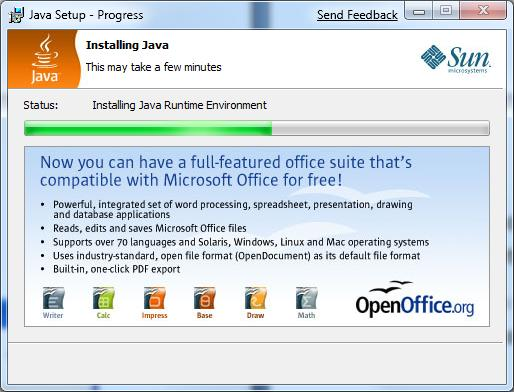 Java Setup - Progress
Send Feedback
Java
Installing Java
This may take a few minutes
Sun
microsystems
Status: Installing Java Runtime Environment
Now you can have a full-featured office suite that's
compatible with Microsoft Office for free!
• Powerful, integrated set of word processing, spreadsheet, presentation, drawing
and database applications
• Reads, edits and saves Microsoft Office files
• Supports over 70 languages and Solaris, Windows, Linux and Mac operating systems
• Uses industry-standard, open file format (OpenDocument) as its default file format
• Built-in, one-click PDF export
Writer Calc Impress Base Draw Math
OpenOffice.org